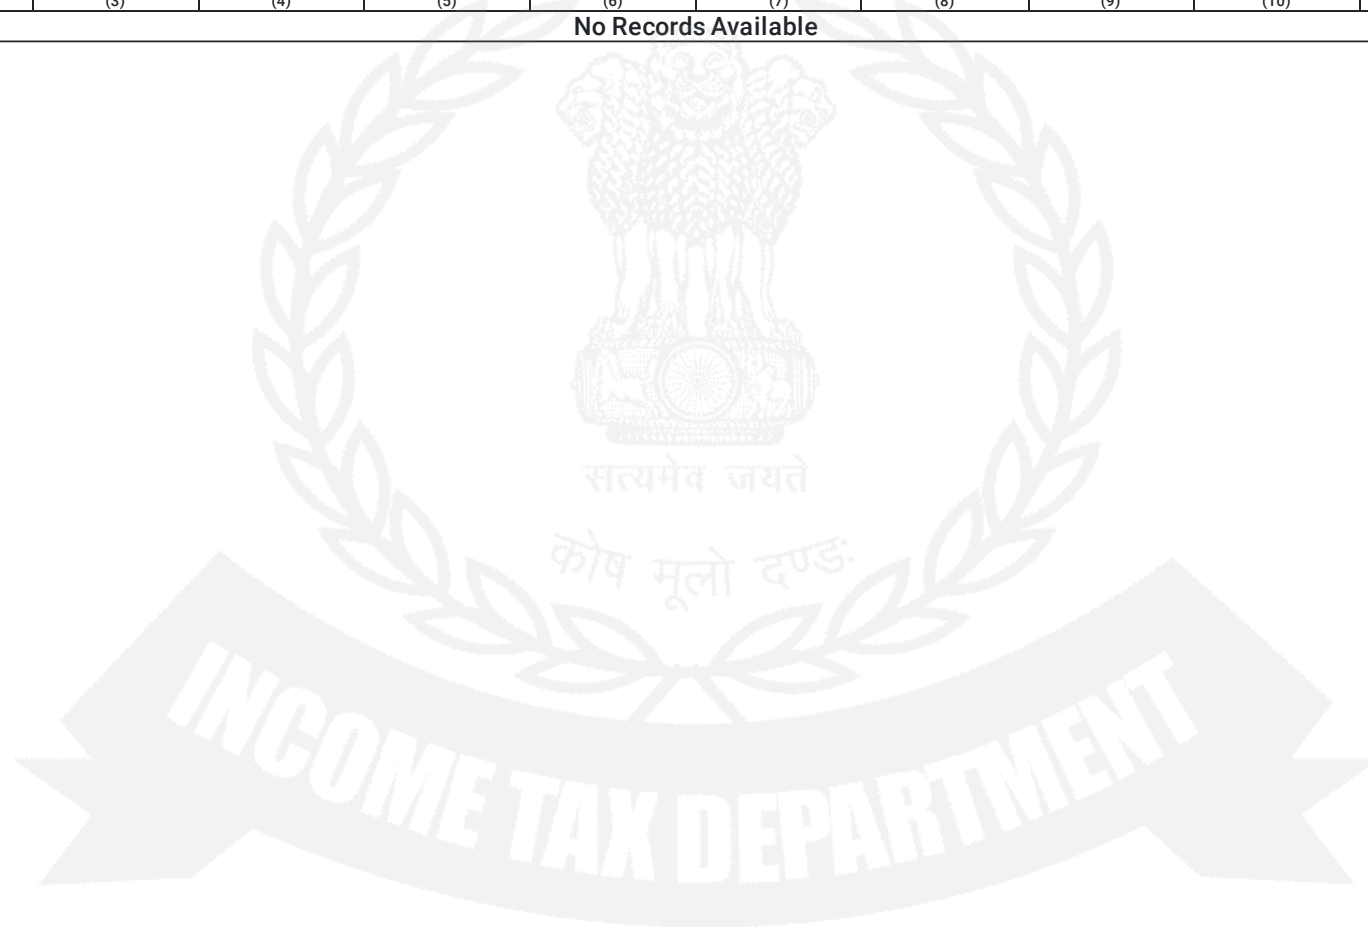 (3) (4) (5) (6) (7) (8) (9) (10)
No Records Available
सत्यमेव जयते
कोष मूलो दण्डः
INCOME TAX DEPARTMENT